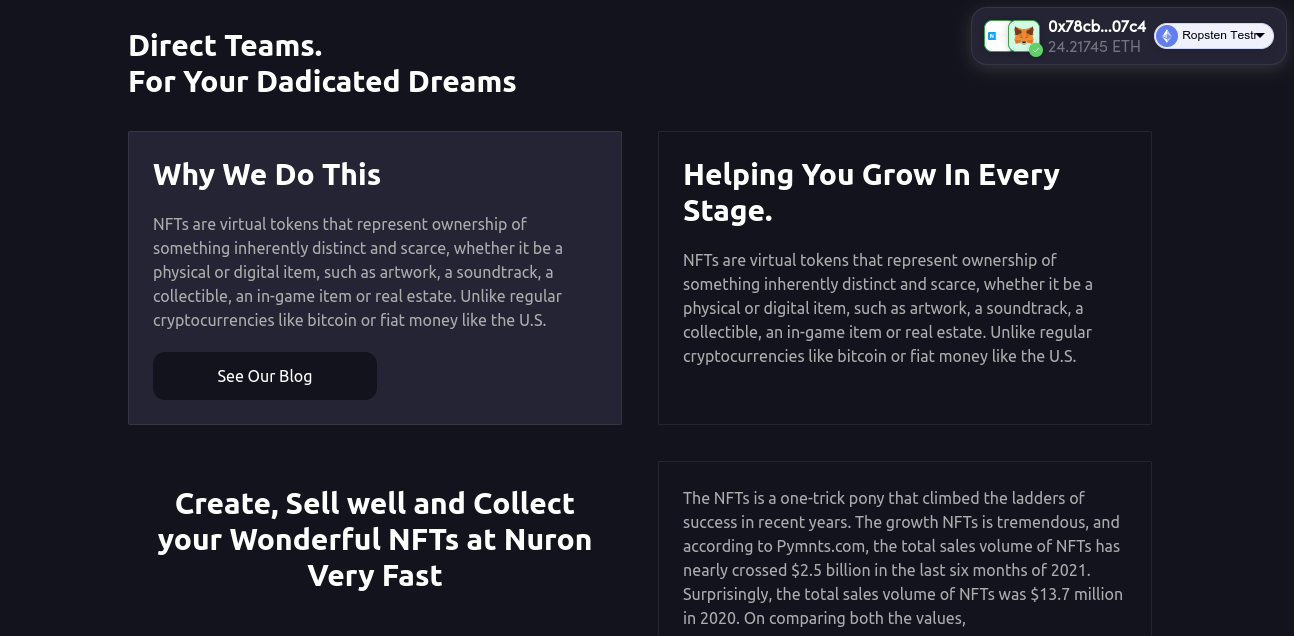 Direct Teams.
For Your Dadicated Dreams
0x78cb...07c4
24.21745 ETH
Ropsten Testr
Why We Do This
NFTs are virtual tokens that represent ownership of
something inherently distinct and scarce, whether it be a
physical or digital item, such as artwork, a soundtrack, a
collectible, an in-game item or real estate. Unlike regular
cryptocurrencies like bitcoin or fiat money like the U.S.
See Our Blog
Helping You Grow In Every
Stage.
NFTs are virtual tokens that represent ownership of
something inherently distinct and scarce, whether it be a
physical or digital item, such as artwork, a soundtrack, a
collectible, an in-game item or real estate. Unlike regular
cryptocurrencies like bitcoin or fiat money like the U.S.
Create, Sell well and Collect
your Wonderful NFTs at Nuron
Very Fast
The NFTs is a one-trick pony that climbed the ladders of
success in recent years. The growth NFTs is tremendous, and
according to Pymnts.com, the total sales volume of NFTs has
nearly crossed $2.5 billion in the last six months of 2021.
Surprisingly, the total sales volume of NFTs was $13.7 million
in 2020. On comparing both the values,